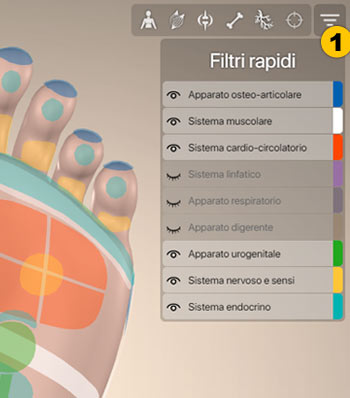 1
Filtri rapidi
Apparato osteo-articolare
Sistema muscolare
Sistema cardio-circolatorio
Sistema linfatico
Apparato respiratorio
Apparato digerente
Apparato urogenitale
Sistema nervoso e sensi
Sistema endocrino